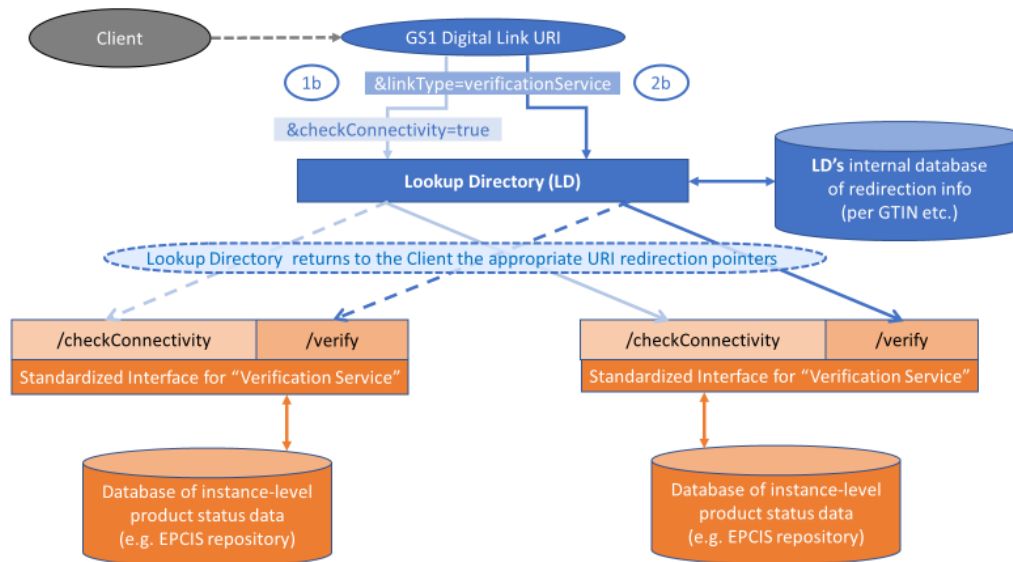 Client
GS1 Digital Link URI
1b
&linkType=verificationService
2b
&checkConnectivity=true
Lookup Directory (LD)
LD's internal database
of redirection info
(per GTIN etc.)
Lookup Directory returns to the Client the appropriate URI redirection pointers
/checkConnectivity
/verify
Standardized Interface for “Verification Service”
/checkConnectivity
/verify
Standardized Interface for “Verification Service”
Database of instance-level
product status data
(e.g. EPCIS repository)
Database of instance-level
product status data
(e.g. EPCIS repository)